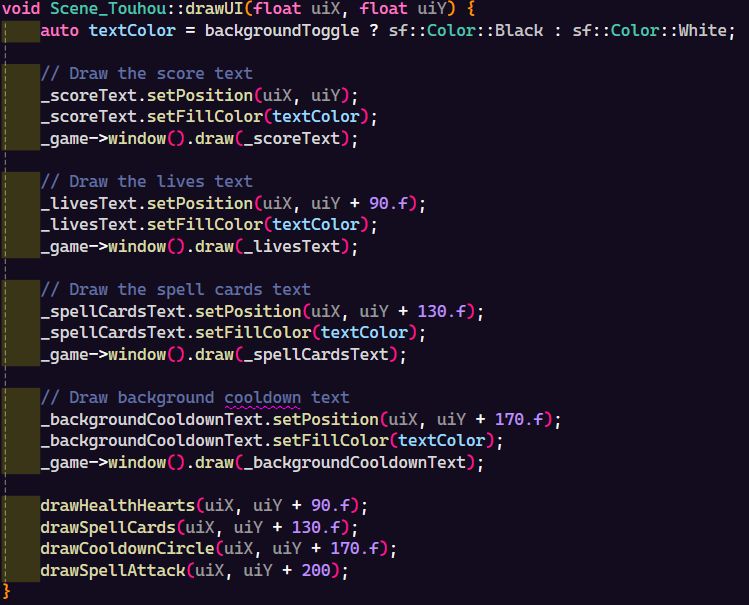 void Scene_Touhou::drawUI(float uiX, float uiY) {
    auto textColor = backgroundToggle ? sf::Color::Black : sf::Color::White;

    // Draw the score text
    _scoreText.setPosition(uiX, uiY);
    _scoreText.setFillColor(textColor);
    _game->window().draw(_scoreText);

    // Draw the lives text
    _livesText.setPosition(uiX, uiY + 90.f);
    _livesText.setFillColor(textColor);
    _game->window().draw(_livesText);

    // Draw the spell cards text
    _spellCardsText.setPosition(uiX, uiY + 130.f);
    _spellCardsText.setFillColor(textColor);
    _game->window().draw(_spellCardsText);

    // Draw background cooldown text
    _backgroundCooldownText.setPosition(uiX, uiY + 170.f);
    _backgroundCooldownText.setFillColor(textColor);
    _game->window().draw(_backgroundCooldownText);

    drawHealthHearts(uiX, uiY + 90.f);
    drawSpellCards(uiX, uiY + 130.f);
    drawCooldownCircle(uiX, uiY + 170.f);
    drawSpellAttack(uiX, uiY + 200);
}